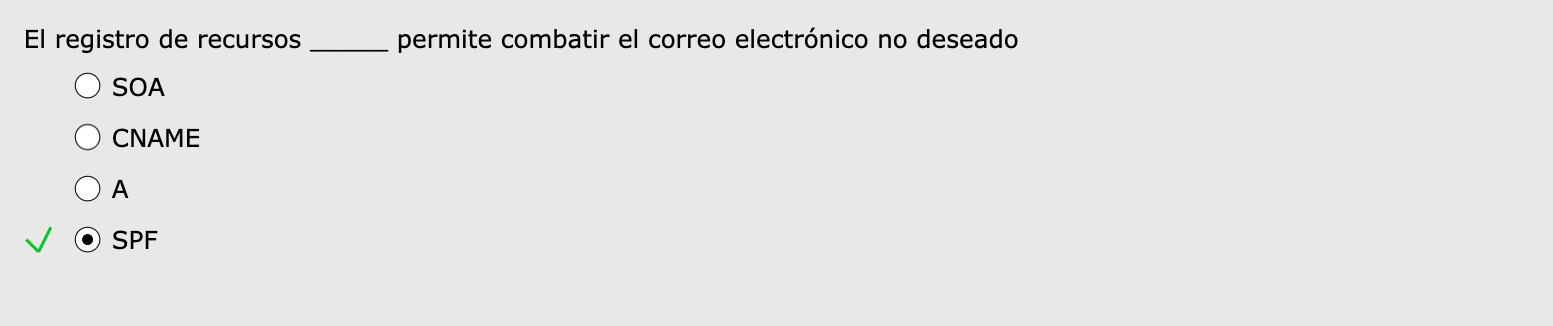 El registro de recursos ______ permite combatir el correo electrónico no deseado
SOA
CNAME
A
SPF